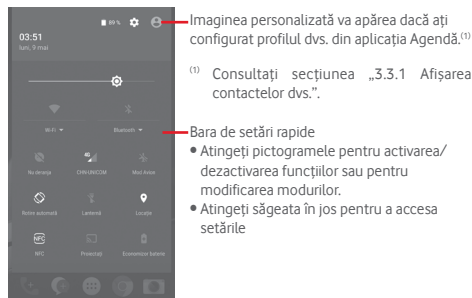 89 %
03:51
luni, 9 mai
Wi-Fi
Bluetooth
Nu deranja
4G
CHN-UNICOM
Mod Avion
Rotire automată
Lanternă
Locație
NFC
NFC
Proiectați
Economizor baterie
Imaginea personalizată va apărea dacă ați
configurat profilul dvs. din aplicația Agendă.(1)
(1) Consultați secțiunea „3.3.1 Afișarea
contactelor dvs.”.
Bara de setări rapide
• Atingeți pictogramele pentru activarea/
dezactivarea funcțiilor sau pentru
modificarea modurilor.
• Atingeți săgeata în jos pentru a accesa
setările